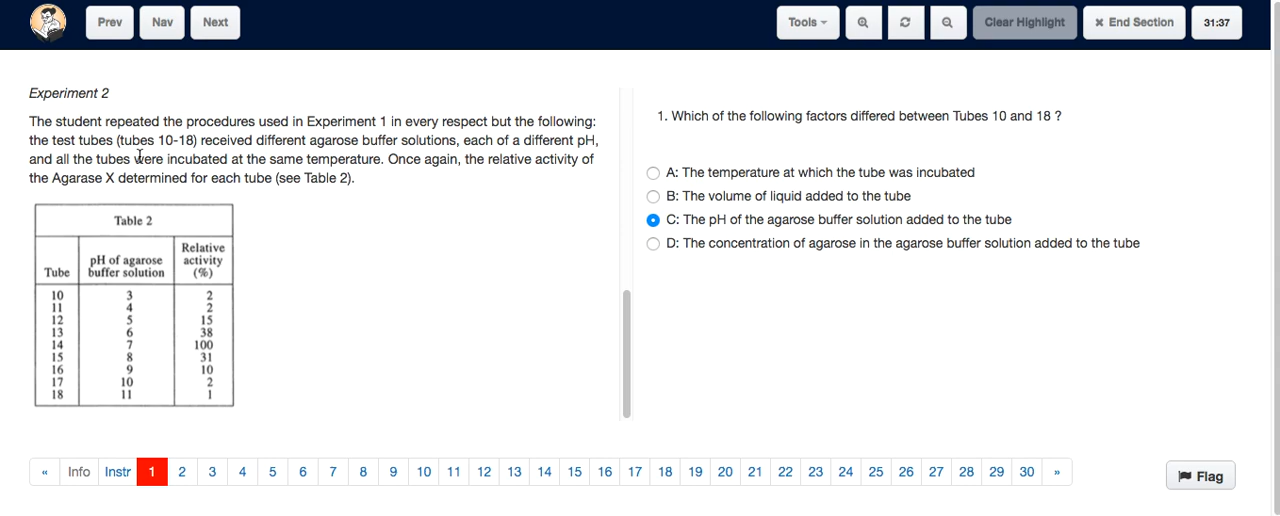 Prev Nav Next Tools Clear Highlight × End Section 31:37
Experiment 2
The student repeated the procedures used in Experiment 1 in every respect but the following:
the test tubes (tubes 10-18) received different agarose buffer solutions, each of a different pH,
and all the tubes were incubated at the same temperature. Once again, the relative activity of
the Agarase X determined for each tube (see Table 2).
Table 2
Tube pH of agarose buffer solution Relative activity (%)
10 3 2
11 4 2
12 5 15
13 6 38
14 7 100
15 8 31
16 9 10
17 10 2
18 11 1
1. Which of the following factors differed between Tubes 10 and 18 ?
A: The temperature at which the tube was incubated
B: The volume of liquid added to the tube
C: The pH of the agarose buffer solution added to the tube
D: The concentration of agarose in the agarose buffer solution added to the tube
« Info Instr 1 2 3 4 5 6 7 8 9 10 11 12 13 14 15 16 17 18 19 20 21 22 23 24 25 26 27 28 29 30 »
Flag